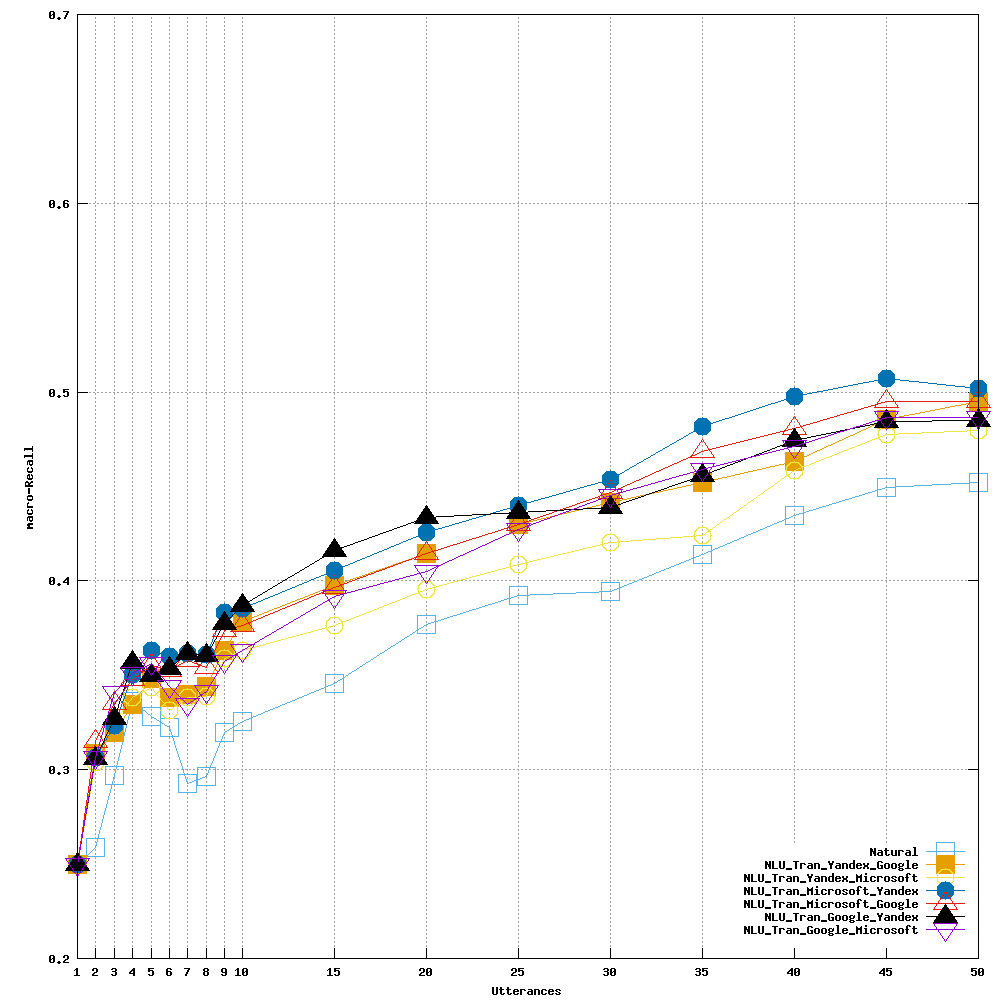 0.7
0.6
0.5
0.4
0.3
0.2
macro-Recall
Natural
NLU_Tran_Yandex_Google
NLU_Tran_Yandex_Microsoft
NLU_Tran_Microsoft_Yandex
NLU_Tran_Microsoft_Google
NLU_Tran_Google_Yandex
NLU_Tran_Google_Microsoft
1 2 3 4 5 6 7 8 9 10 15 20 25 30 35 40 45 50
Utterances